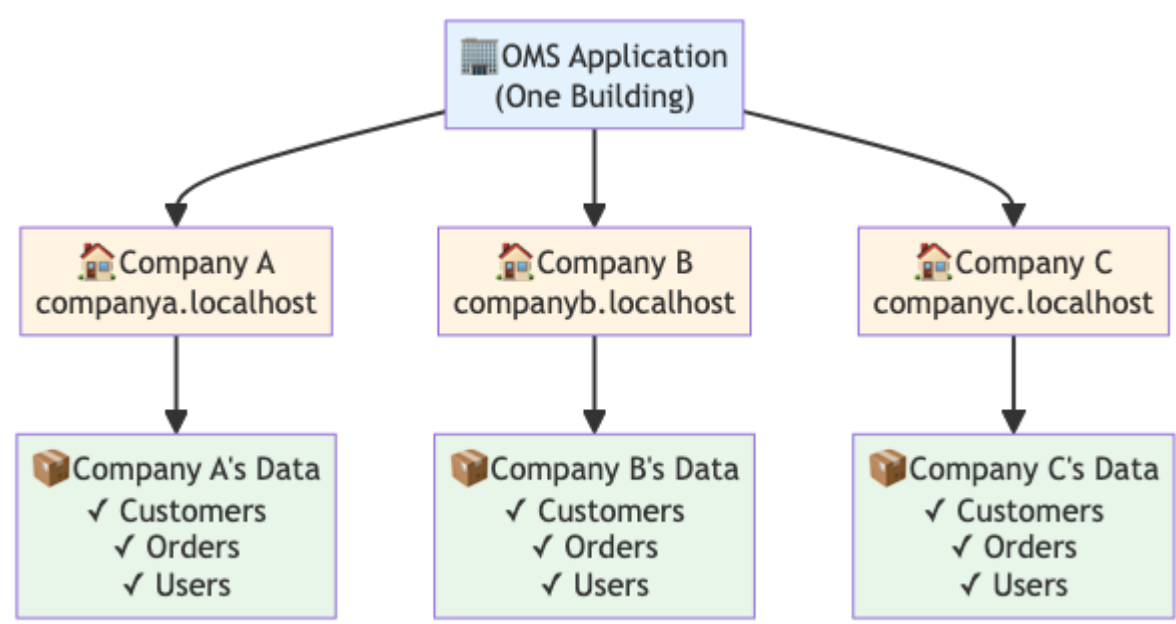 🏢OMS Application
(One Building)
🏠Company A
companya.localhost
🏠Company B
companyb.localhost
🏠Company C
companyc.localhost
📦Company A's Data
✓ Customers
✓ Orders
✓ Users
📦Company B's Data
✓ Customers
✓ Orders
✓ Users
📦Company C's Data
✓ Customers
✓ Orders
✓ Users